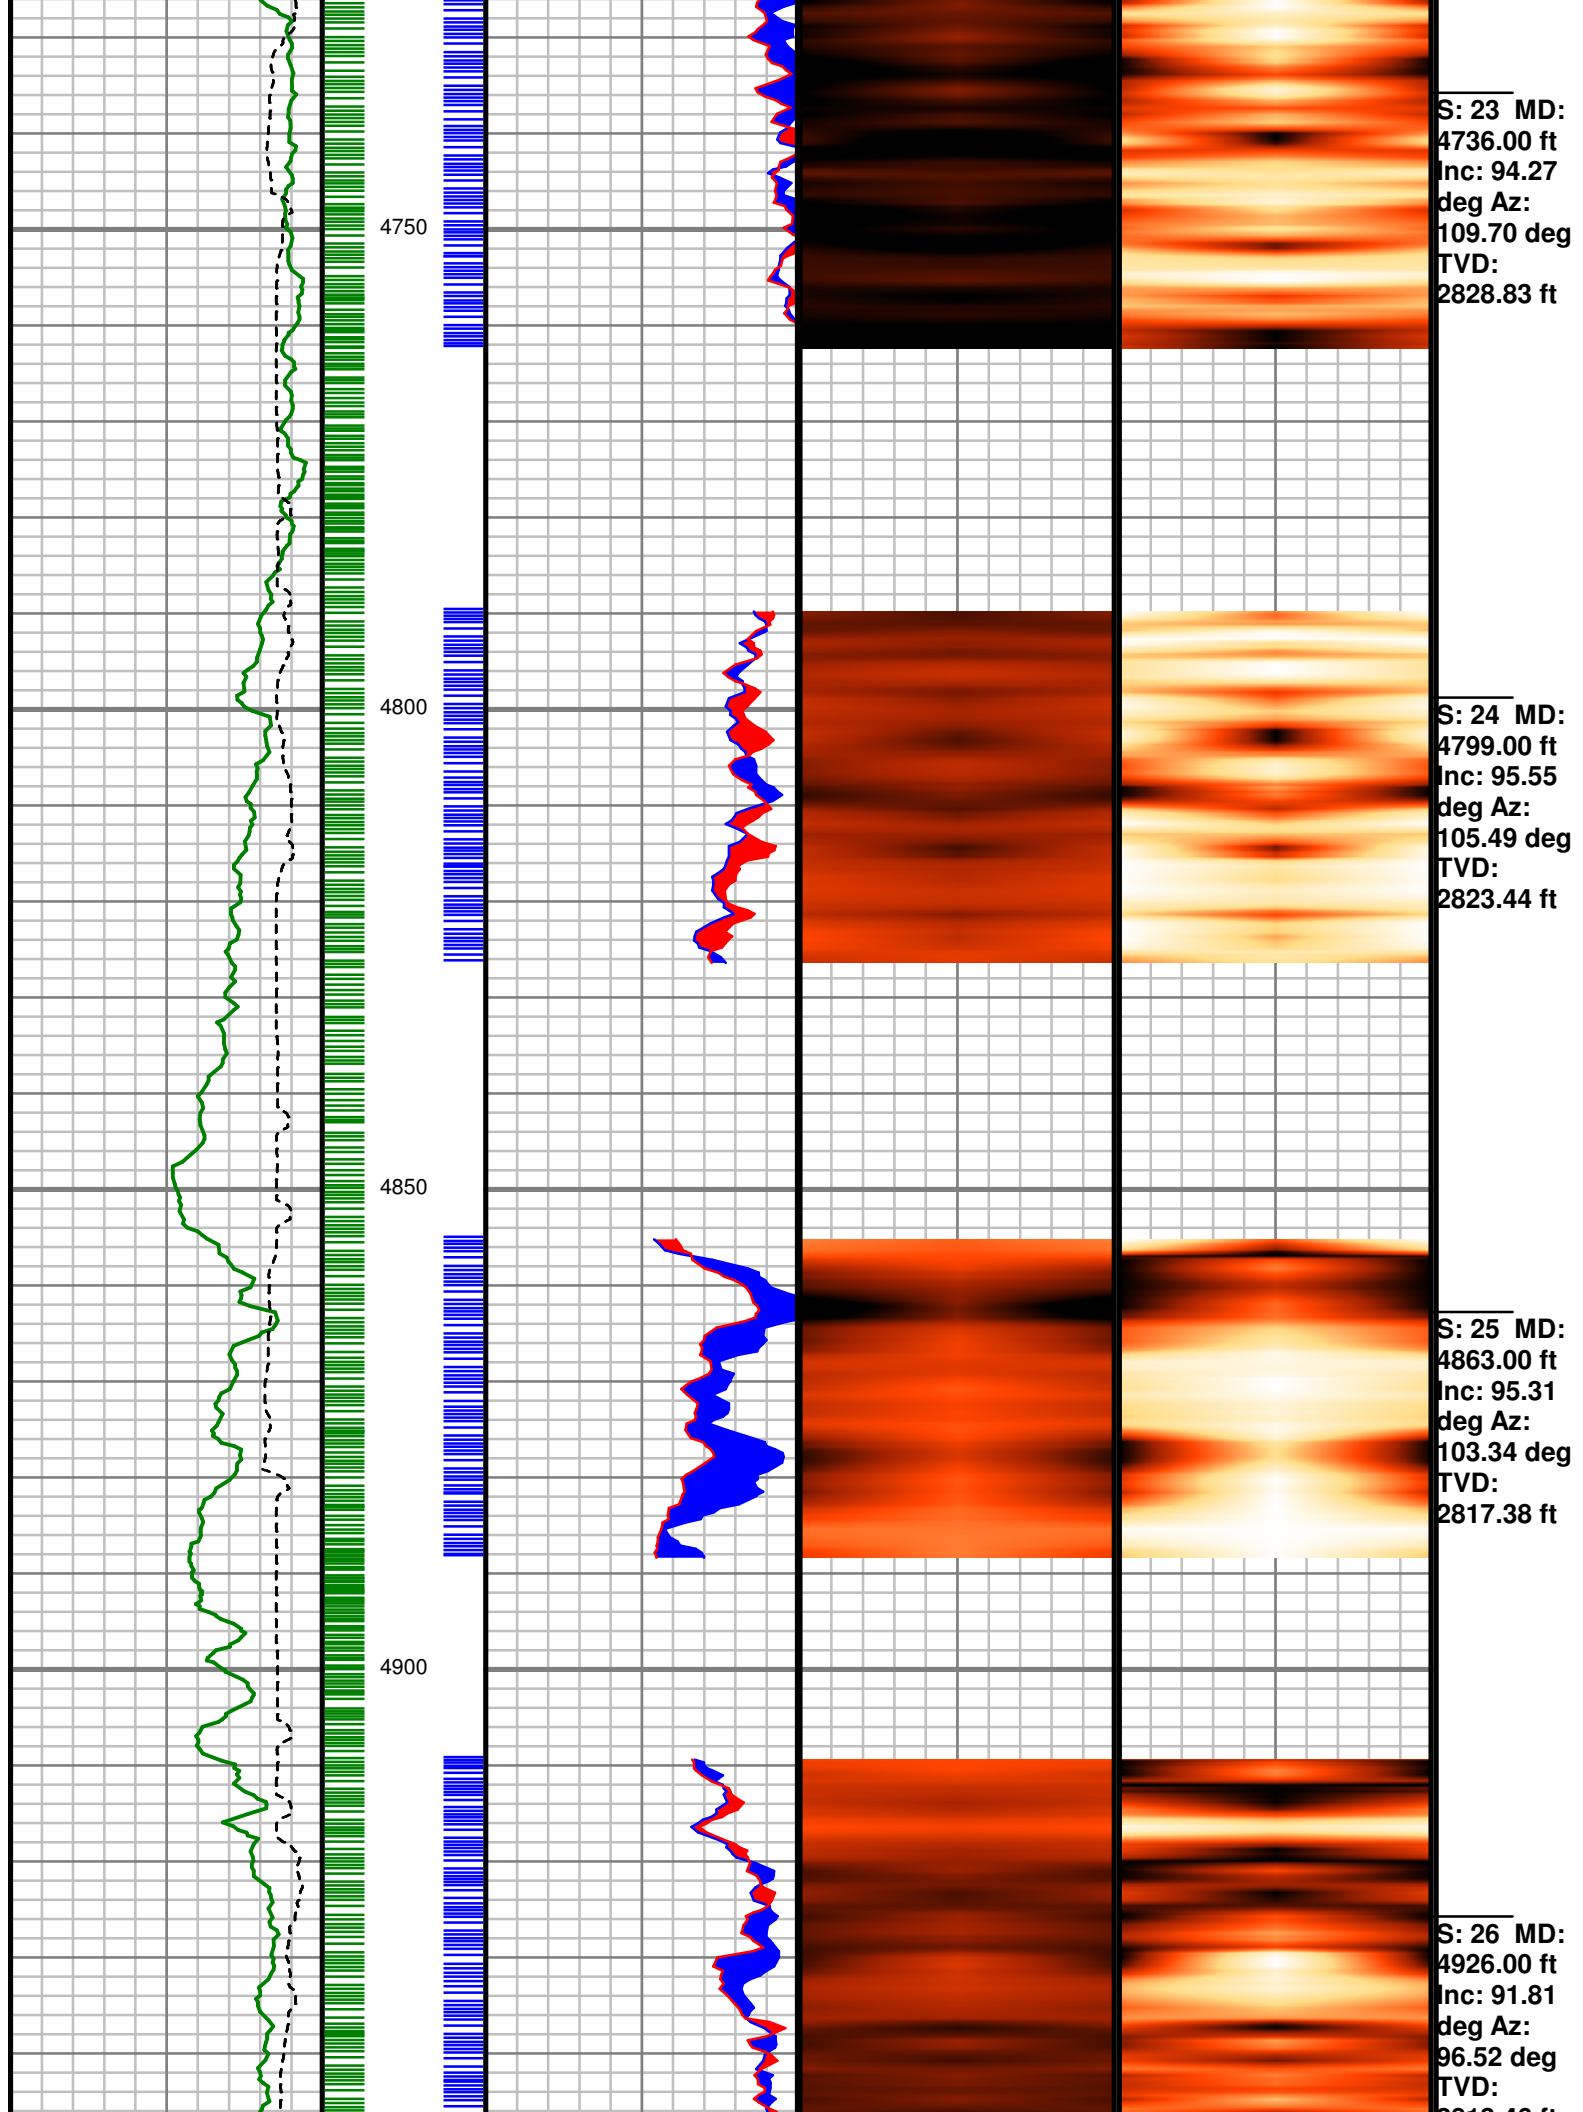 S: 23 MD:
4736.00 ft
Inc: 94.27
deg Az:
109.70 deg
TVD:
2828.83 ft
4750
4800
S: 24 MD:
4799.00 ft
Inc: 95.55
deg Az:
105.49 deg
TVD:
2823.44 ft
4850
S: 25 MD:
4863.00 ft
Inc: 95.31
deg Az:
103.34 deg
TVD:
2817.38 ft
4900
S: 26 MD:
4926.00 ft
Inc: 91.81
deg Az:
96.52 deg
TVD: